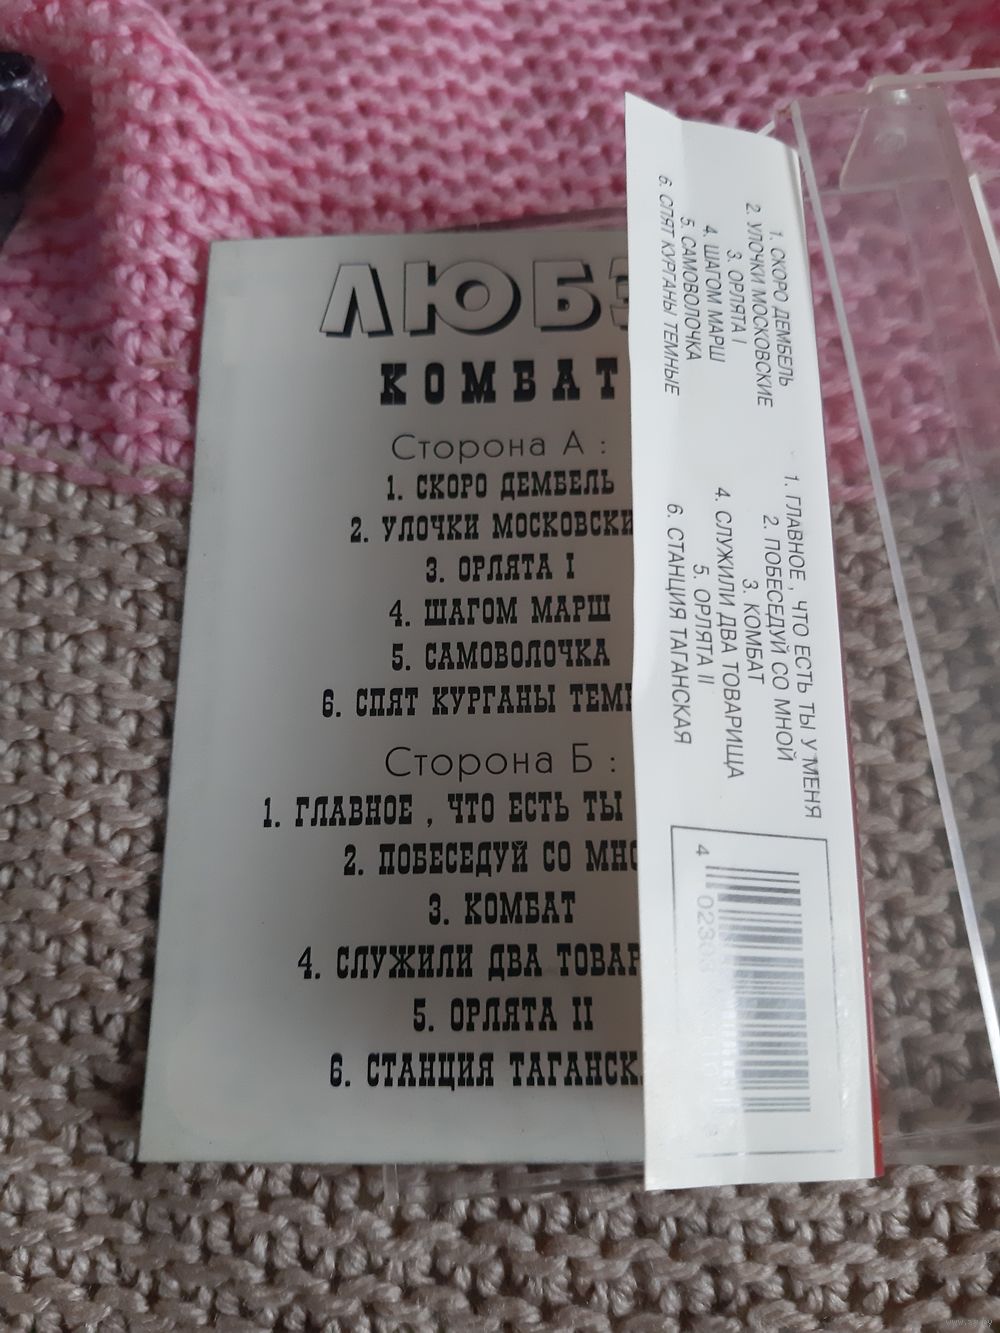 ЛЮБЭ
КОМБАТ
Сторона А :
1. СКОРО ДЕМБЕЛЬ
2. УЛОЧКИ МОСКОВСКИ
3. ОРЛЯТА I
4. ШАГОМ МАРШ
5. САМОВОЛОЧКА
6. СПЯТ КУРГАНЫ ТЕМ
Сторона Б :
1. ГЛАВНОЕ , ЧТО ЕСТЬ ТЫ
2. ПОБЕСЕДУЙ СО МНО
3. КОМБАТ
4. СЛУЖИЛИ ДВА ТОВАР
5. ОРЛЯТА II
6. СТАНЦИЯ ТАГАНСК
1. СКОРО ДЕМБЕЛЬ
2. УЛОЧКИ МОСКОВСКИЕ
3. ОРЛЯТА I
4. ШАГОМ МАРШ
5. САМОВОЛОЧКА
6. СПЯТ КУРГАНЫ ТЕМНЫЕ
1. ГЛАВНОЕ , ЧТО ЕСТЬ ТЫ У МЕНЯ
2. ПОБЕСЕДУЙ СО МНОЙ
3. КОМБАТ
4. СЛУЖИЛИ ДВА ТОВАРИЩА
5. ОРЛЯТА II
6. СТАНЦИЯ ТАГАНСКАЯ
4